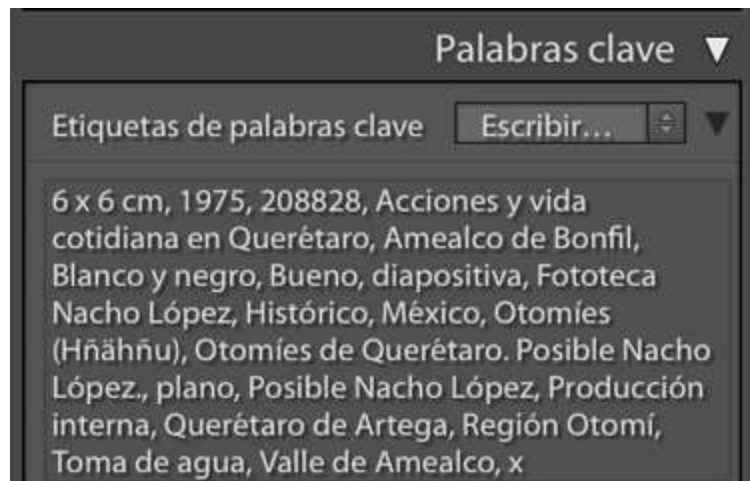 Palabras clave
Etiquetas de palabras clave Escribir...
6 x 6 cm, 1975, 208828, Acciones y vida
cotidiana en Querétaro, Amealco de Bonfil,
Blanco y negro, Bueno, diapositiva, Fototeca
Nacho López, Histórico, México, Otomíes
(Hñähñu), Otomíes de Querétaro. Posible Nacho
López., plano, Posible Nacho López, Producción
interna, Querétaro de Artega, Región Otomí,
Toma de agua, Valle de Amealco, x